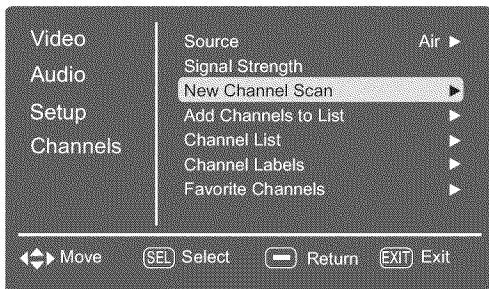 Video
Audio
Setup
Channels
Source Air
Signal Strength
New Channel Scan
Add Channels to List
Channel List
Channel Labels
Favorite Channels
Move SEL Select Return EXIT Exit